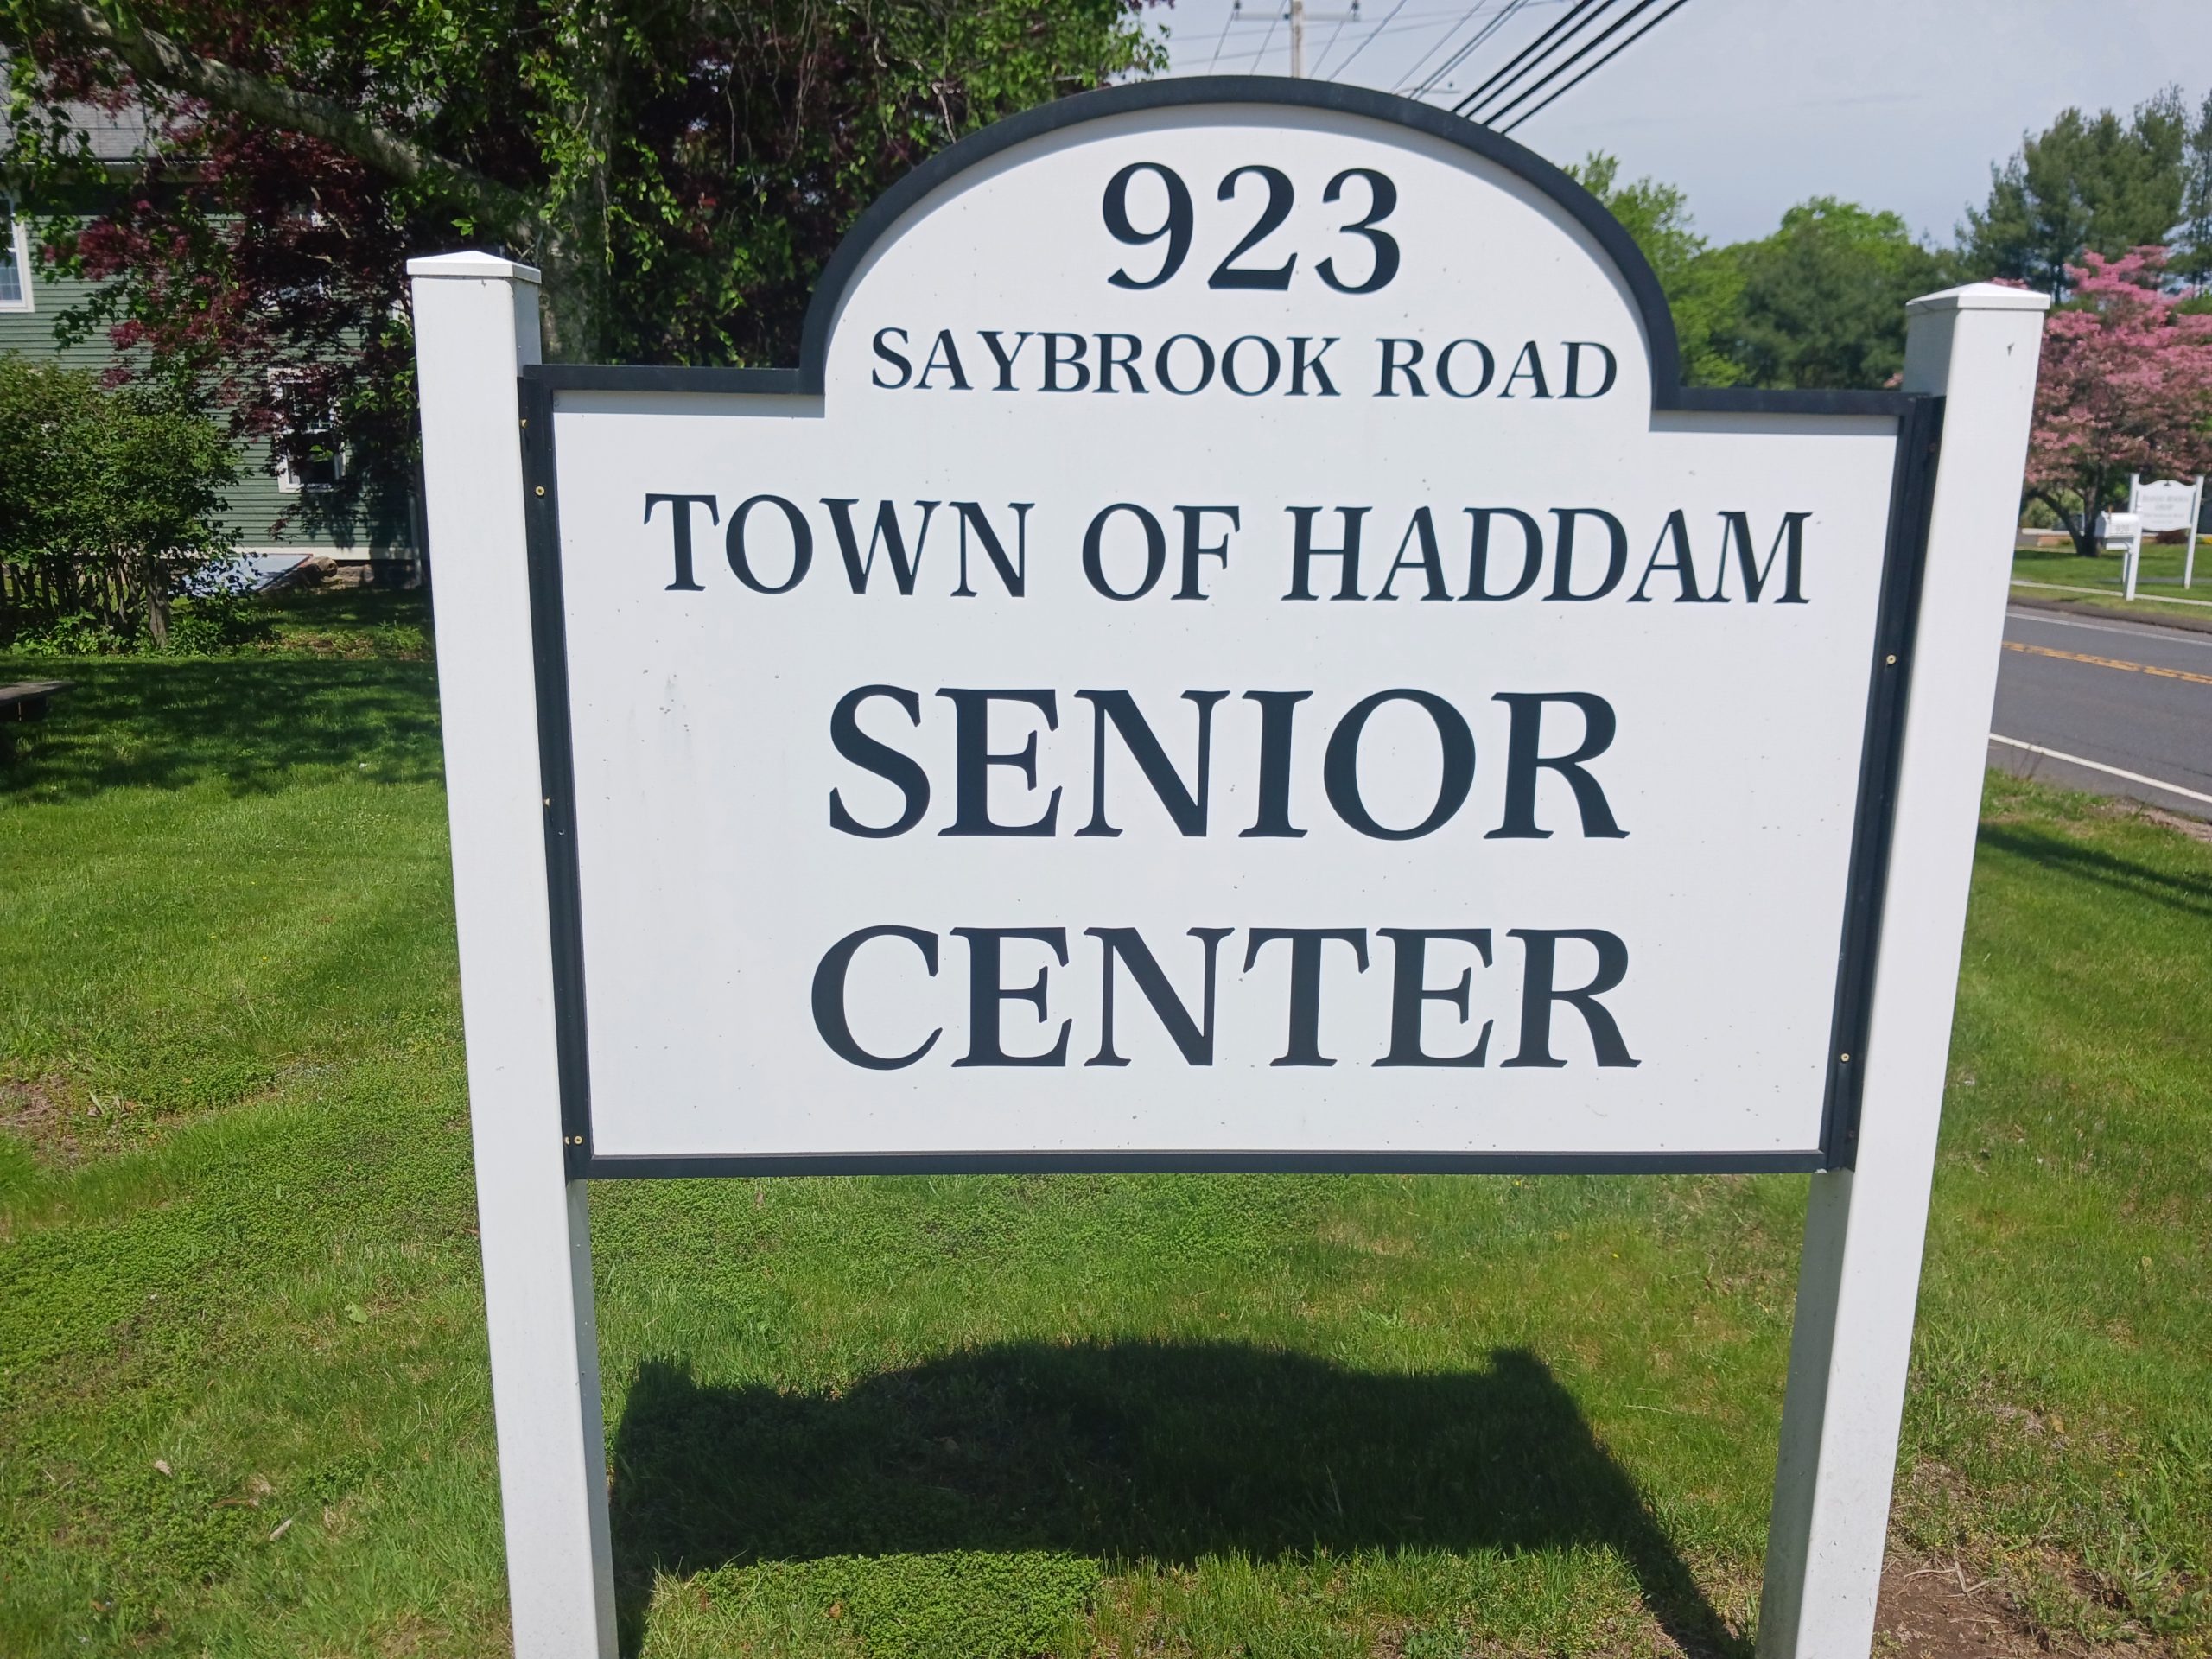 923
SAYBROOK ROAD
TOWN OF HADDAM
SENIOR
CENTER